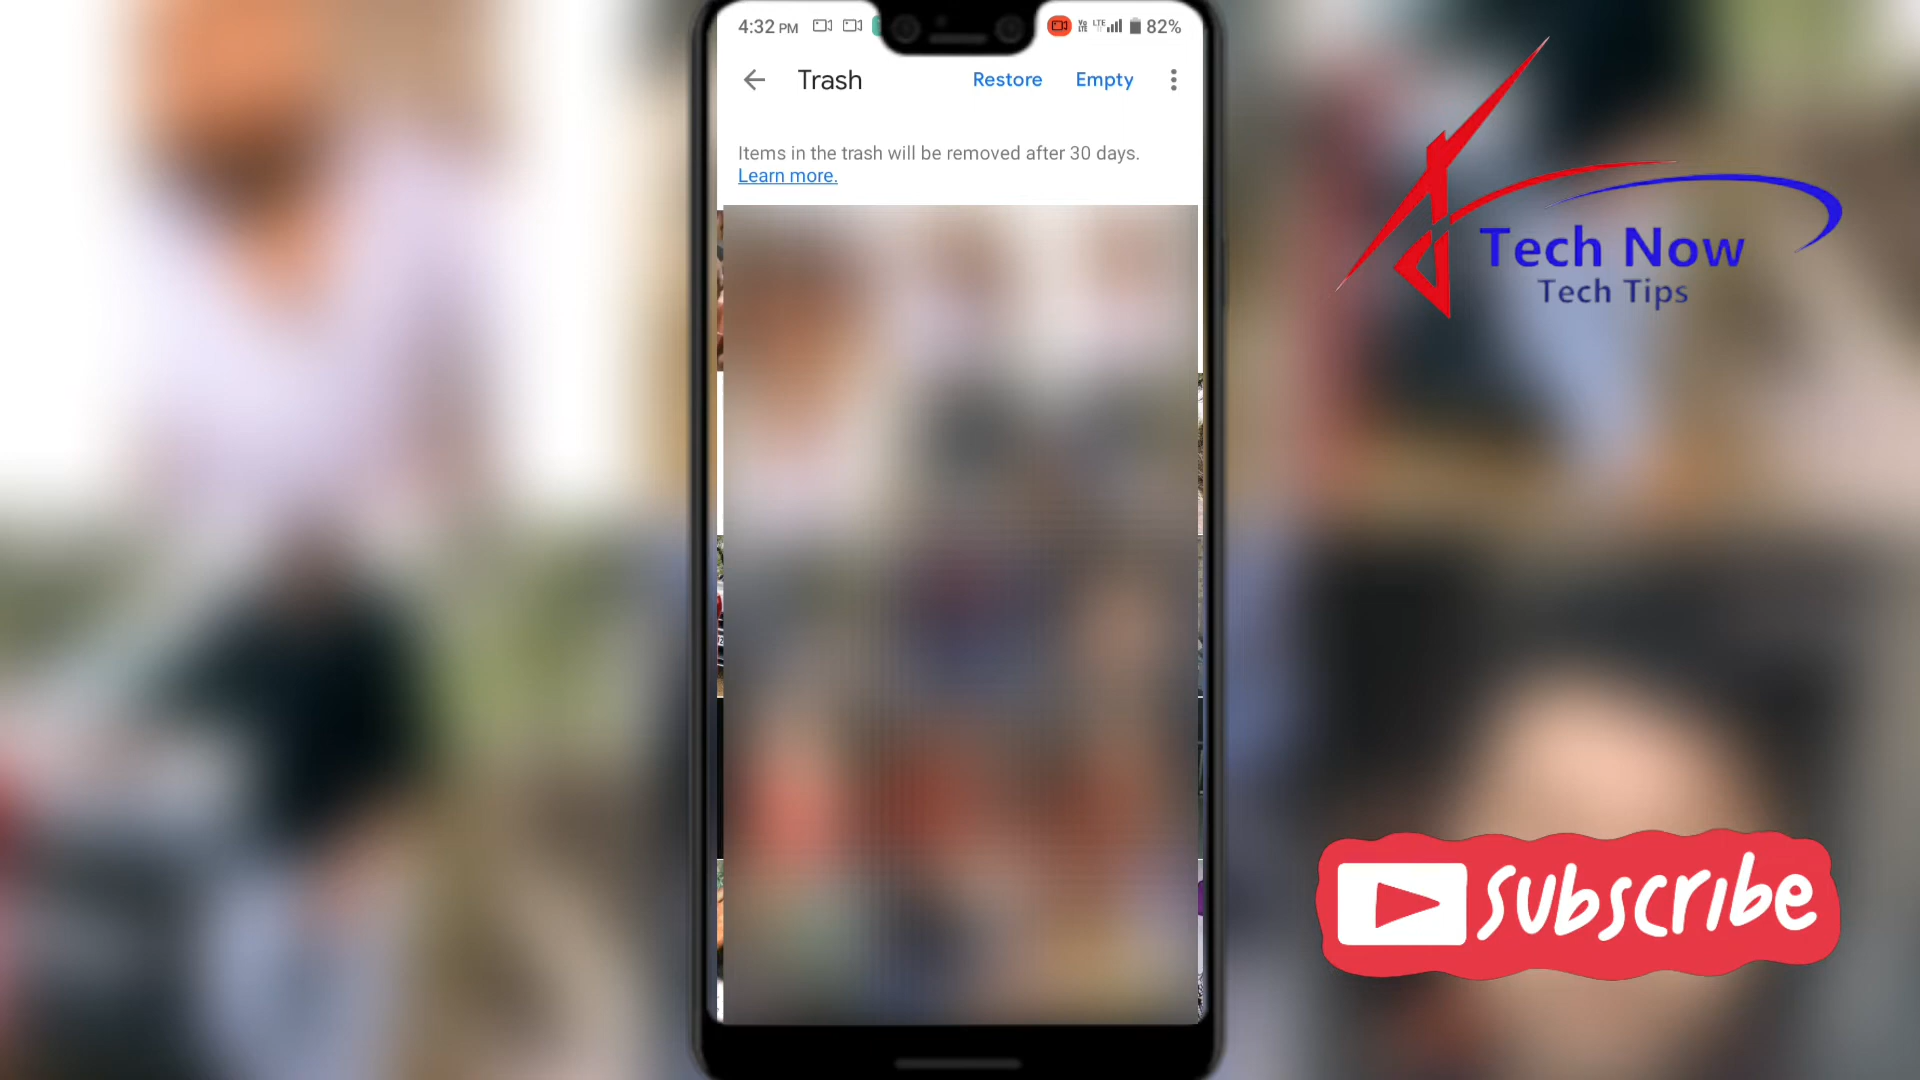 4:32 PM
LTE
82%
Trash
Restore
Empty
Items in the trash will be removed after 30 days.
Learn more.
Tech Now
Tech Tips
Subscribe